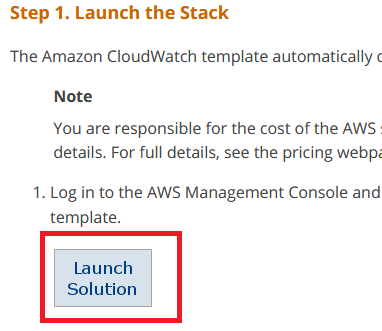 Step 1. Launch the Stack
The Amazon CloudWatch template automatically
Note
You are responsible for the cost of the AWS
details. For full details, see the pricing
1. Log in to the AWS Management Console and
template.
Launch
Solution